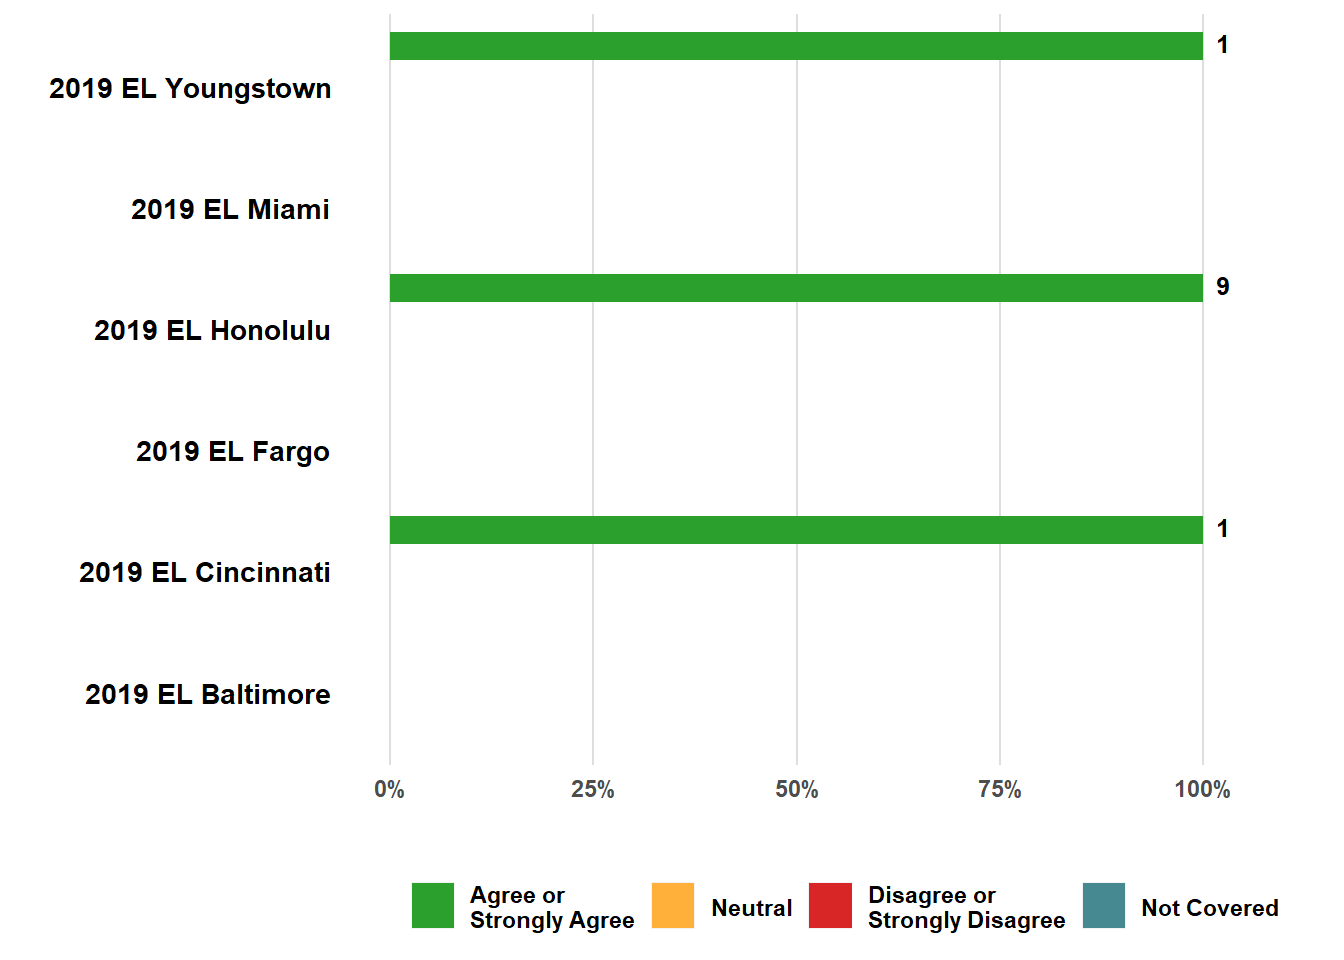 1
2019 EL Youngstown
2019 EL Miami
9
2019 EL Honolulu
2019 EL Fargo
1
2019 EL Cincinnati
2019 EL Baltimore
0% 25% 50% 75% 100%
Agree or
Strongly Agree
Neutral
Disagree or
Strongly Disagree
Not Covered